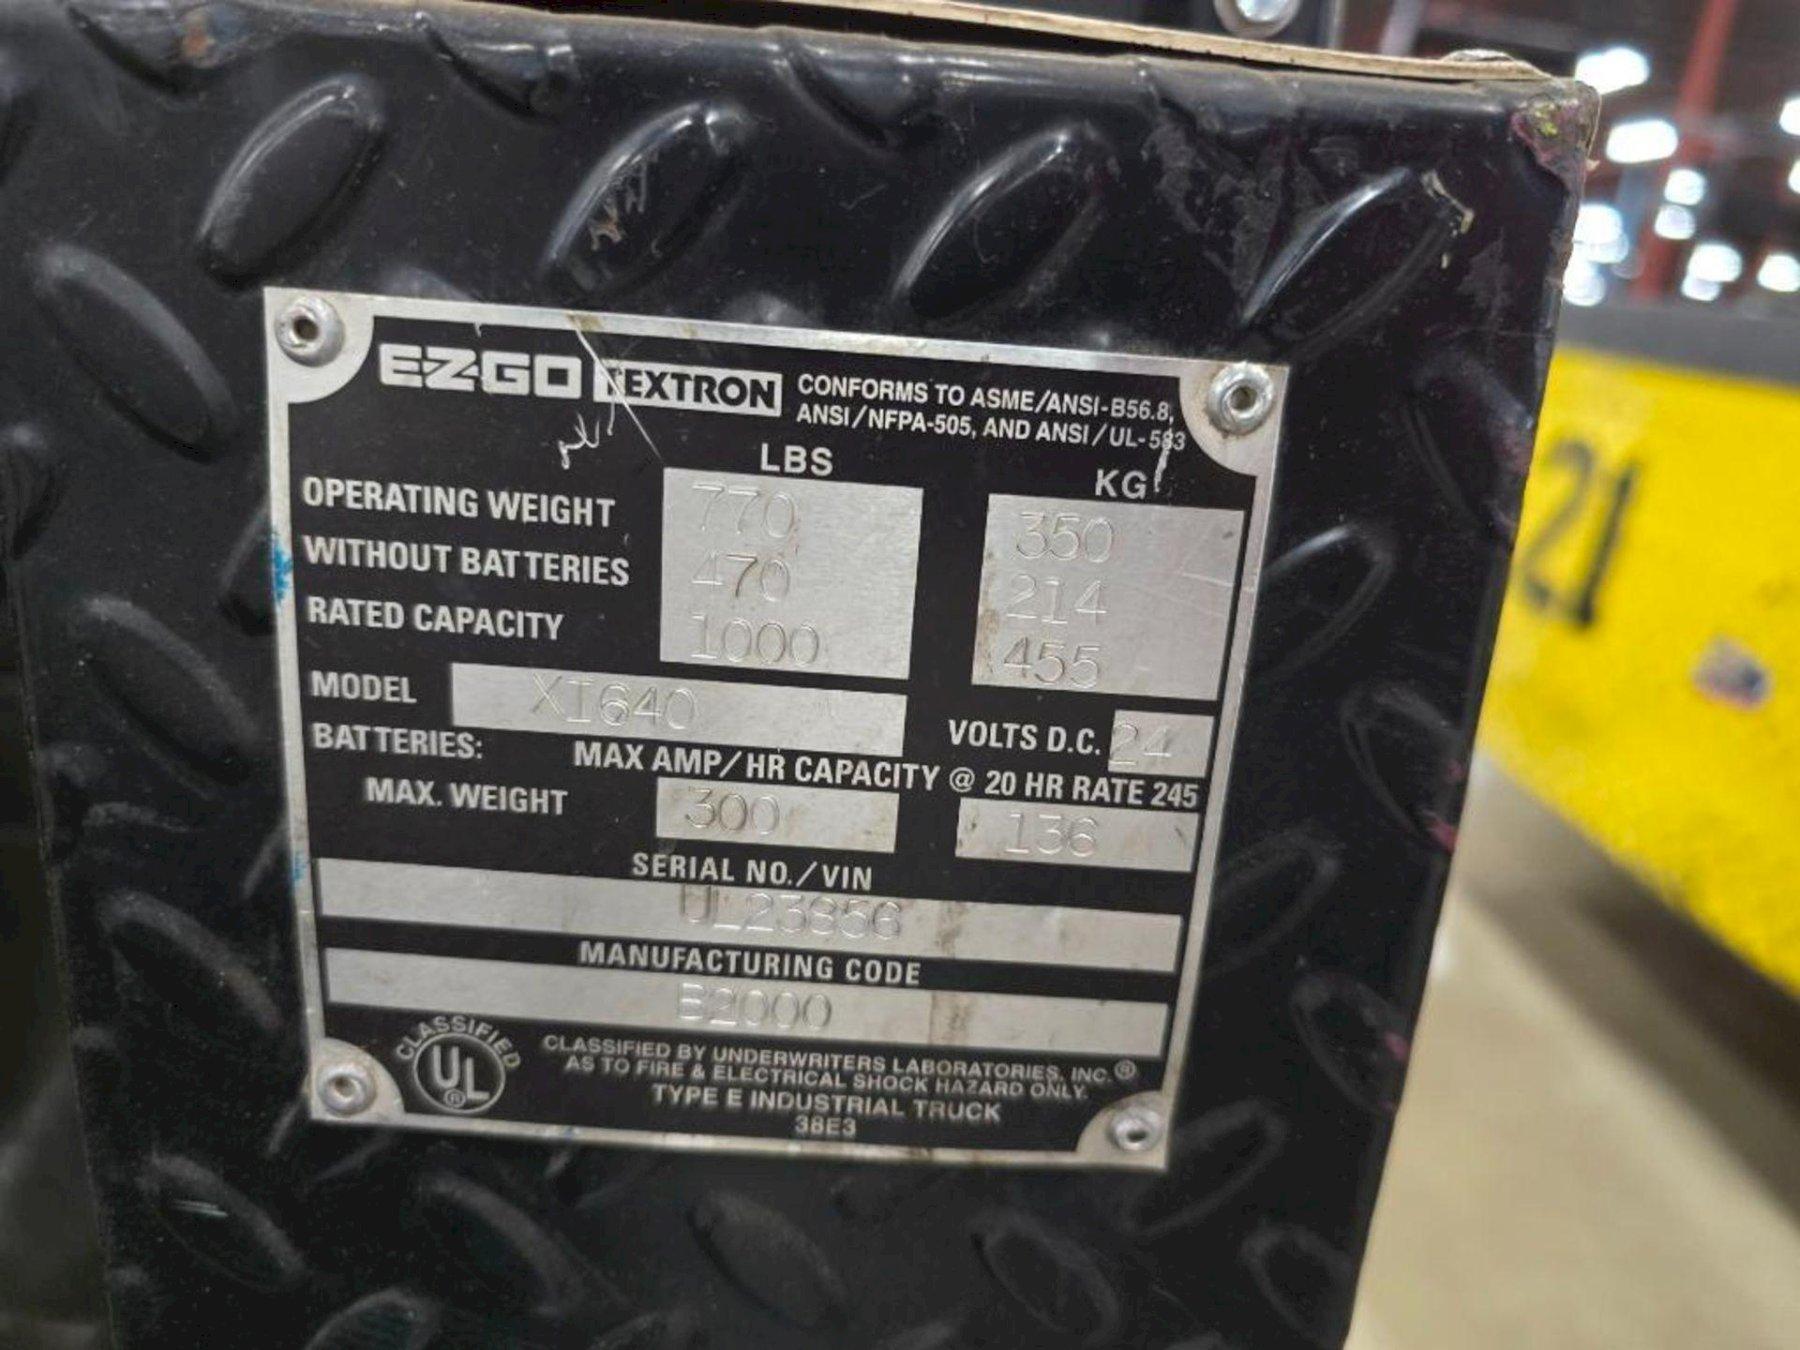 E-Z-GO TEXTRON CONFORMS TO ASME/ANSI-B56.8,
ANSI/NFPA-505, AND ANSI/UL-583
LBS KG
OPERATING WEIGHT 770 350
WITHOUT BATTERIES 470 214
RATED CAPACITY 1000 455
MODEL XI640 VOLTS D.C. 24
BATTERIES: MAX AMP/HR CAPACITY @ 20 HR RATE 245
MAX. WEIGHT 300 136
SERIAL NO./VIN
UL23856
MANUFACTURING CODE
B2000
CLASSIFIED
UL ®
CLASSIFIED BY UNDERWRITERS LABORATORIES, INC.®
AS TO FIRE & ELECTRICAL SHOCK HAZARD ONLY.
TYPE E INDUSTRIAL TRUCK
38E3
21